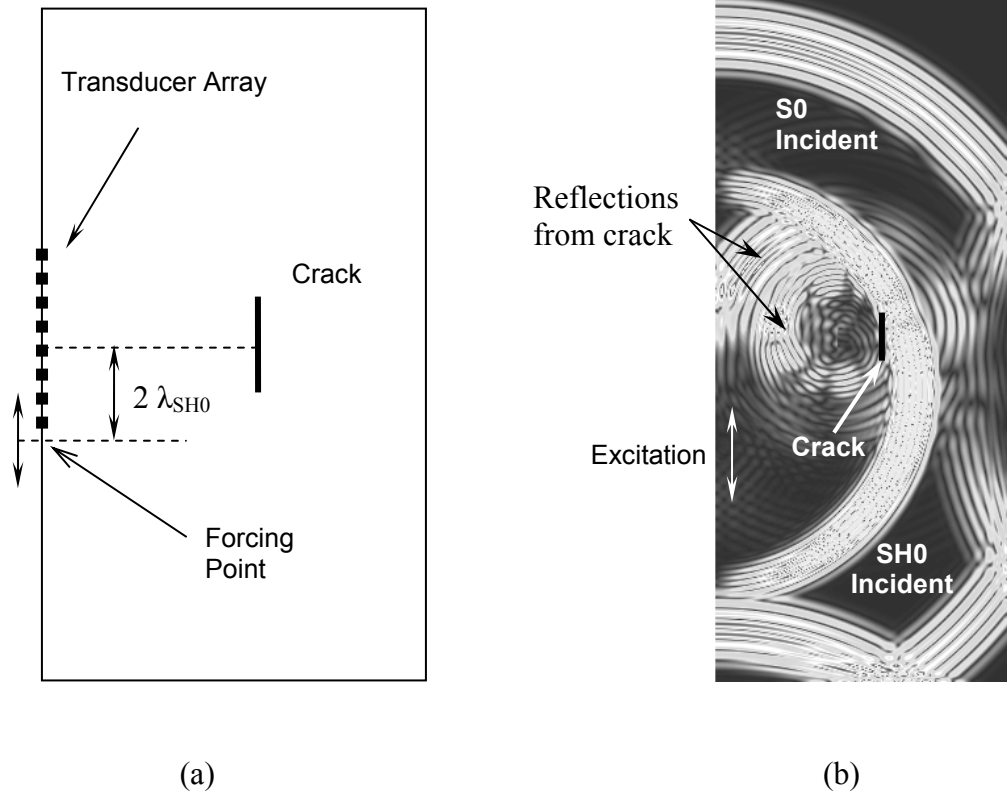 Transducer Array
Crack
2 λSH0
Forcing
Point
(a)
S0
Incident
Reflections
from crack
Excitation
Crack
SH0
Incident
(b)